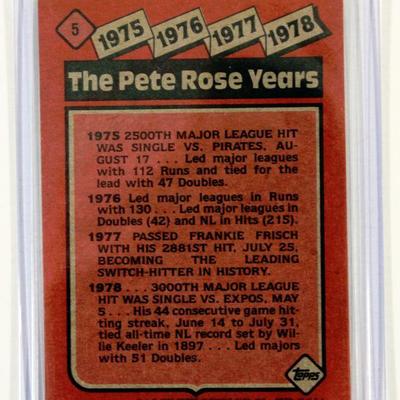 5
1975 1976 1977 1978
The Pete Rose Years
1975 2500TH MAJOR LEAGUE HIT
WAS SINGLE VS. PIRATES, AU-
GUST 17 . . . Led major leagues
with 112 Runs and tied for the
lead with 47 Doubles.
1976 Led major leagues in Runs
with 130 . . . Led major leagues in
Doubles (42) and NL in Hits (215).
1977 PASSED FRANKIE FRISCH
WITH HIS 2881ST HIT, JULY 25,
BECOMING THE LEADING
SWITCH-HITTER IN HISTORY.
1978 . . . 3000TH MAJOR LEAGUE
HIT WAS SINGLE VS. EXPOS, MAY
5 . . . His 44 consecutive game hit-
ting streak, June 14 to July 31,
tied all-time NL record set by Wil-
lie Keeler in 1897 . . . Led majors
with 51 Doubles.
TOPPS